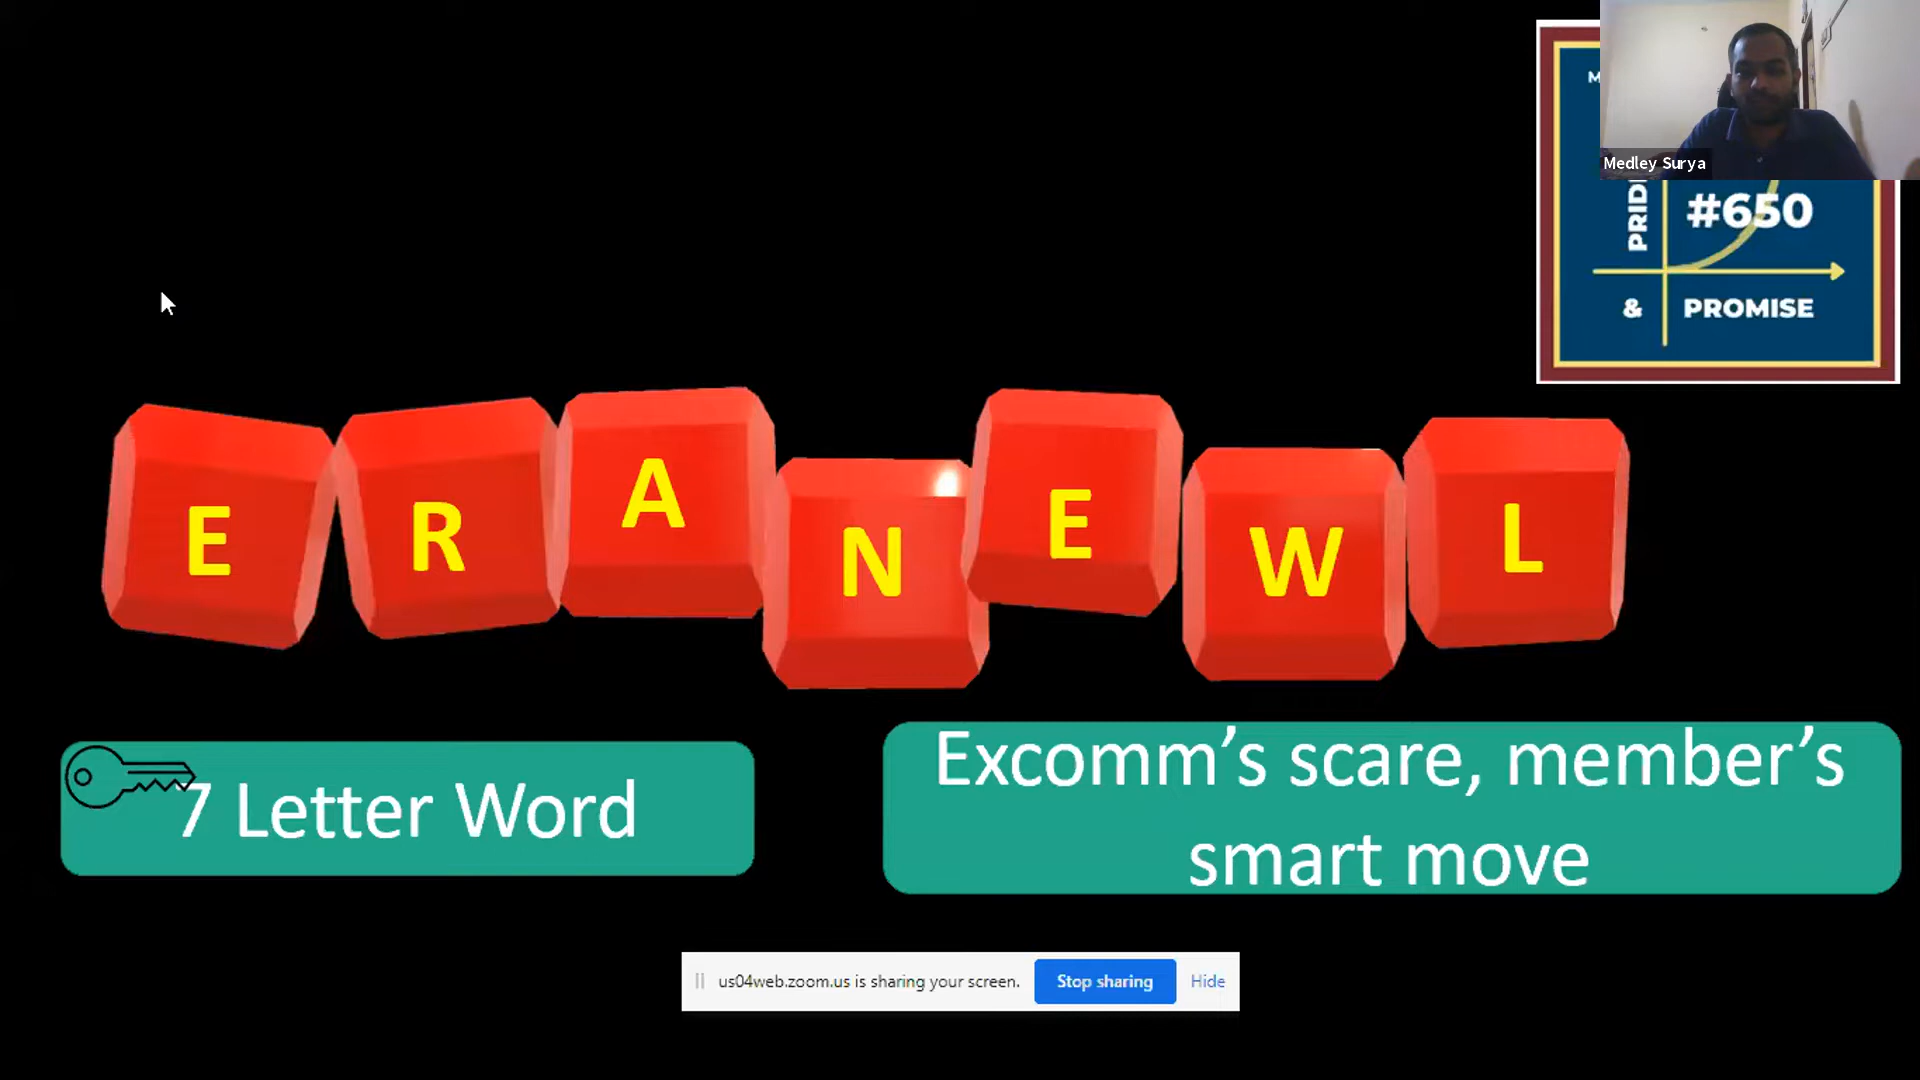 Medley Surya
PRID
#650
& PROMISE
E R A N E W L
7 Letter Word
Excomm’s scare, member’s
smart move
us04web.zoom.us is sharing your screen.
Stop sharing
Hide